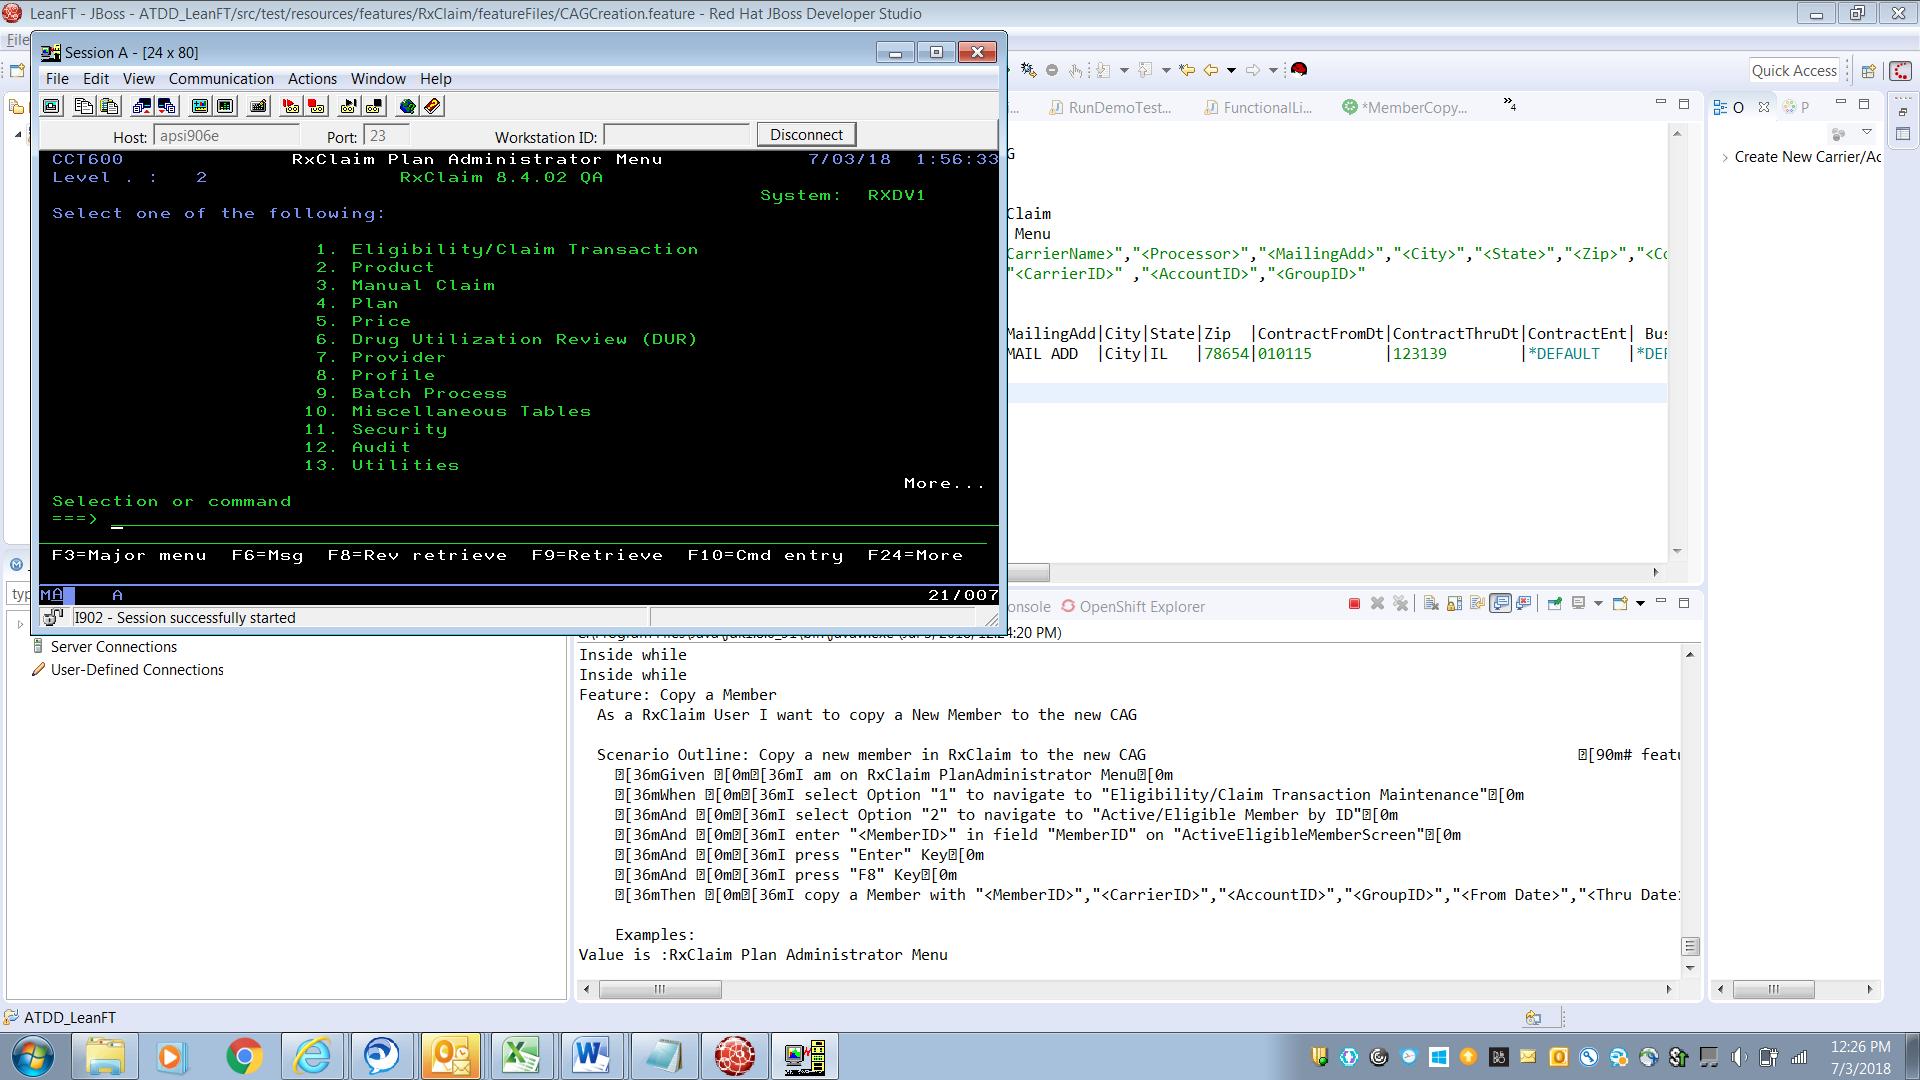 LeanFT - JBoss - ATDD_LeanFT/src/test/resources/features/RxClaim/featureFiles/CAGCreation.feature - Red Hat JBoss Developer Studio
File
Session A - [24 x 80]
File Edit View Communication Actions Window Help
Host: apsi906e Port: 23 Workstation ID: Disconnect
CCT600 RxClaim Plan Administrator Menu 7/03/18 1:56:33
Level . : 2 RxClaim 8.4.02 QA
System: RXDV1
Select one of the following:
1. Eligibility/Claim Transaction
2. Product
3. Manual Claim
4. Plan
5. Price
6. Drug Utilization Review (DUR)
7. Provider
8. Profile
9. Batch Process
10. Miscellaneous Tables
11. Security
12. Audit
13. Utilities
More...
Selection or command
===>
F3=Major menu F6=Msg F8=Rev retrieve F9=Retrieve F10=Cmd entry F24=More
MA A 21/007
I902 - Session successfully started
Quick Access
RunDemoTest... FunctionalLi... *MemberCopy... »4
O P
Create New Carrier/Ac
G
Claim
Menu
CarrierName>","<Processor>","<MailingAdd>","<City>","<State>","<Zip>","<Co
"<CarrierID>" ,"<AccountID>","<GroupID>"
MailingAdd|City|State|Zip |ContractFromDt|ContractThruDt|ContractEnt| Bus
MAIL ADD |City|IL |78654|010115 |123139 |*DEFAULT |*DEF
typ
Server Connections
User-Defined Connections
onsole OpenShift Explorer
4:20 PM)
Inside while
Inside while
Feature: Copy a Member
As a RxClaim User I want to copy a New Member to the new CAG
Scenario Outline: Copy a new member in RxClaim to the new CAG [90m# featu
[36mGiven [0m[36mI am on RxClaim PlanAdministrator Menu[0m
[36mWhen [0m[36mI select Option "1" to navigate to "Eligibility/Claim Transaction Maintenance"[0m
[36mAnd [0m[36mI select Option "2" to navigate to "Active/Eligible Member by ID"[0m
[36mAnd [0m[36mI enter "<MemberID>" in field "MemberID" on "ActiveEligibleMemberScreen"[0m
[36mAnd [0m[36mI press "Enter" Key[0m
[36mAnd [0m[36mI press "F8" Key[0m
[36mThen [0m[36mI copy a Member with "<MemberID>","<CarrierID>","<AccountID>","<GroupID>","<From Date>","<Thru Date
Examples:
Value is :RxClaim Plan Administrator Menu
ATDD_LeanFT
12:26 PM
7/3/2018